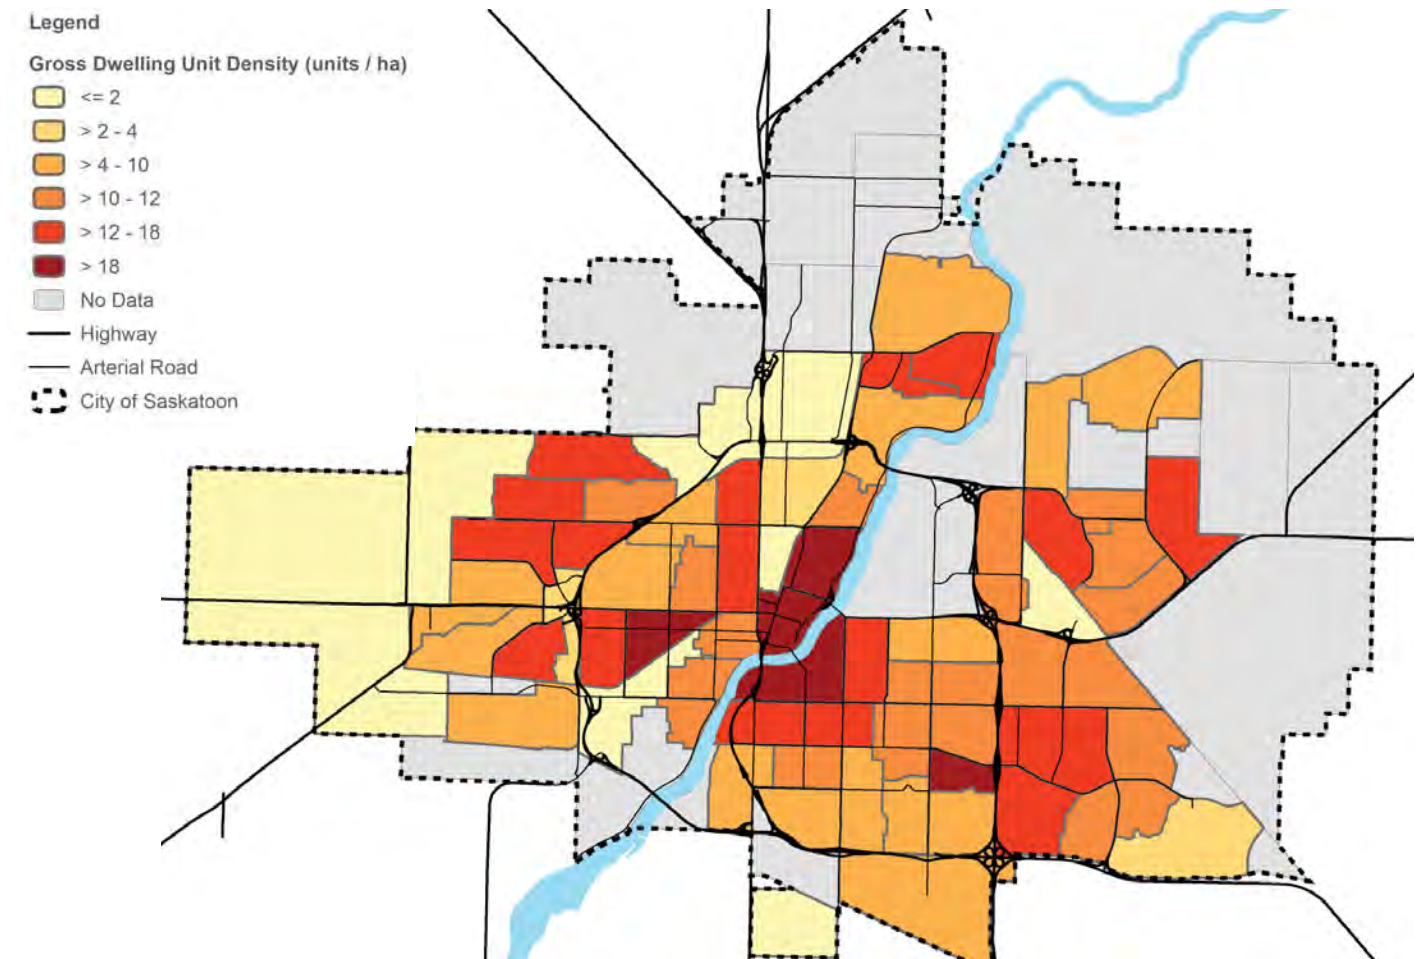 Legend
Gross Dwelling Unit Density (units / ha)
<= 2
> 2 - 4
> 4 - 10
> 10 - 12
> 12 - 18
> 18
No Data
Highway
Arterial Road
City of Saskatoon